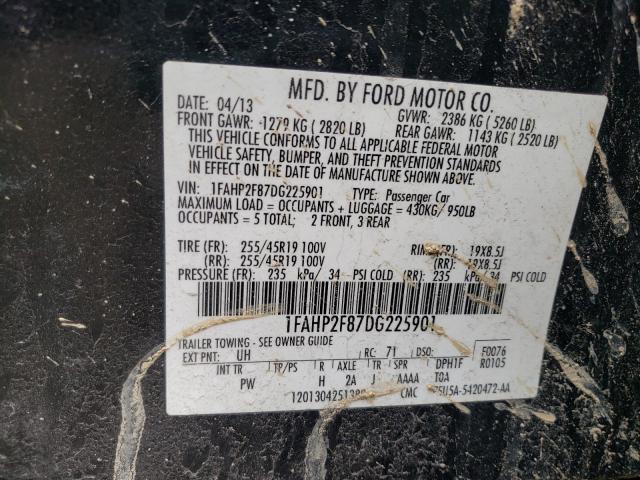 MFD. BY FORD MOTOR CO.
DATE: 04/13 GVWR: 2386 KG ( 5260 LB)
FRONT GAWR: 1279 KG ( 2820 LB) REAR GAWR: 1143 KG ( 2520 LB)
THIS VEHICLE CONFORMS TO ALL APPLICABLE FEDERAL MOTOR
VEHICLE SAFETY, BUMPER, AND THEFT PREVENTION STANDARDS
IN EFFECT ON THE DATE OF MANUFACTURE SHOWN ABOVE.
VIN: 1FAHP2F87DG225901 TYPE: Passenger Car
MAXIMUM LOAD = OCCUPANTS + LUGGAGE = 430KG/ 950LB
OCCUPANTS = 5 TOTAL; 2 FRONT, 3 REAR
TIRE (FR): 255/45R19 100V RIM (FR): 19X8.5J
(RR): 255/45R19 100V (RR): 19X8.5J
PRESSURE (FR): 235 kPa/ 34 PSI COLD (RR): 235 kPa/ 34 PSI COLD
1FAHP2F87DG225901
TRAILER TOWING - SEE OWNER GUIDE
EXT PNT: UH RC: 71 DSO: F0076
INT TR TP/PS R AXLE TR SPR DPH1F R0105
PW H 2A J AAAA T0A
CMC 5U5A-5420472-AA